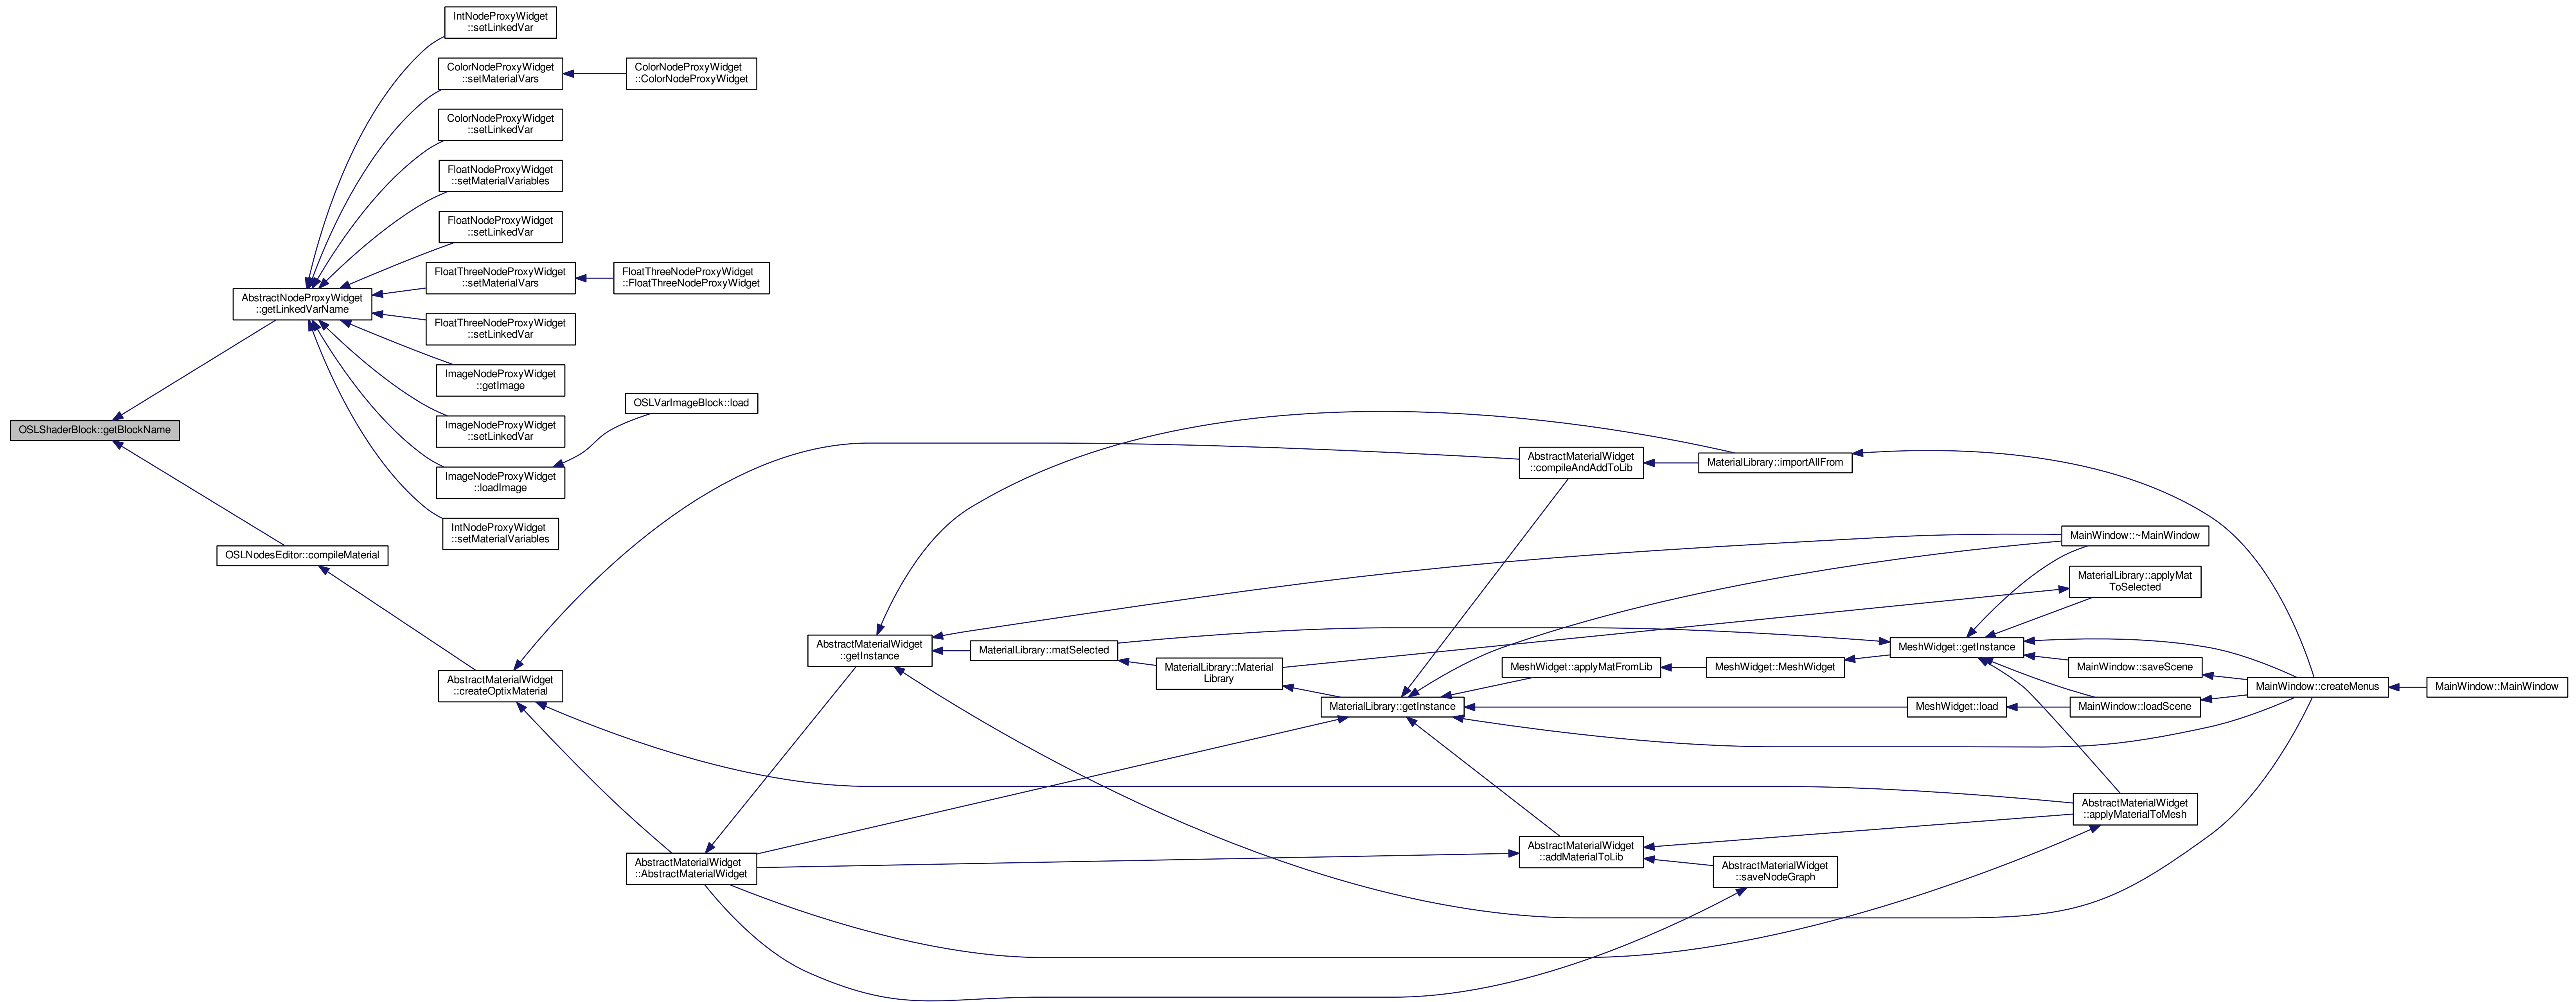 IntNodeProxyWidget
::setLinkedVar
ColorNodeProxyWidget
::setMaterialVars
ColorNodeProxyWidget
::ColorNodeProxyWidget
ColorNodeProxyWidget
::setLinkedVar
FloatNodeProxyWidget
::setMaterialVariables
FloatNodeProxyWidget
::setLinkedVar
FloatThreeNodeProxyWidget
::setMaterialVars
FloatThreeNodeProxyWidget
::FloatThreeNodeProxyWidget
AbstractNodeProxyWidget
::getLinkedVarName
FloatThreeNodeProxyWidget
::setLinkedVar
ImageNodeProxyWidget
::getImage
OSLVarImageBlock::load
OSLShaderBlock::getBlockName
ImageNodeProxyWidget
::setLinkedVar
ImageNodeProxyWidget
::loadImage
AbstractMaterialWidget
::compileAndAddToLib
MaterialLibrary::importAllFrom
IntNodeProxyWidget
::setMaterialVariables
MainWindow::~MainWindow
OSLNodesEditor::compileMaterial
MaterialLibrary::applyMat
ToSelected
AbstractMaterialWidget
::getInstance
MaterialLibrary::matSelected
MeshWidget::getInstance
MaterialLibrary::Material
Library
MeshWidget::applyMatFromLib
MeshWidget::MeshWidget
MainWindow::saveScene
AbstractMaterialWidget
::createOptixMaterial
MainWindow::createMenus
MainWindow::MainWindow
MaterialLibrary::getInstance
MeshWidget::load
MainWindow::loadScene
AbstractMaterialWidget
::applyMaterialToMesh
AbstractMaterialWidget
::addMaterialToLib
AbstractMaterialWidget
::AbstractMaterialWidget
AbstractMaterialWidget
::saveNodeGraph